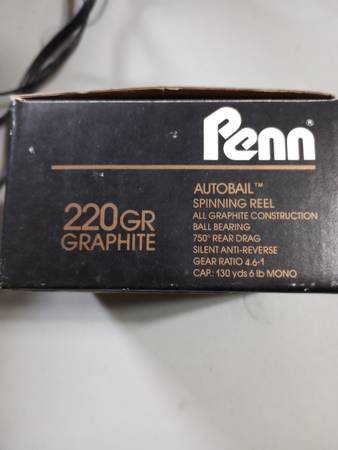 Penn®
220GR
GRAPHITE
AUTOBAIL™
SPINNING REEL
ALL GRAPHITE CONSTRUCTION
BALL BEARING
750° REAR DRAG
SILENT ANTI-REVERSE
GEAR RATIO 4.6-1
CAP.: 130 yds 6 lb MONO